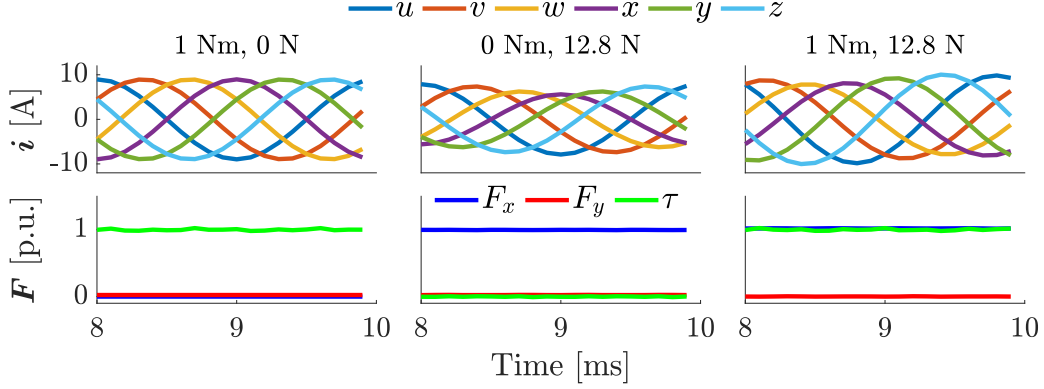 u v w x y z
1 Nm, 0 N 0 Nm, 12.8 N 1 Nm, 12.8 N
i [A]
10
0
-10
F_x F_y τ
F [p.u.]
1
0
8 9 10 8 9 10 8 9 10
Time [ms]